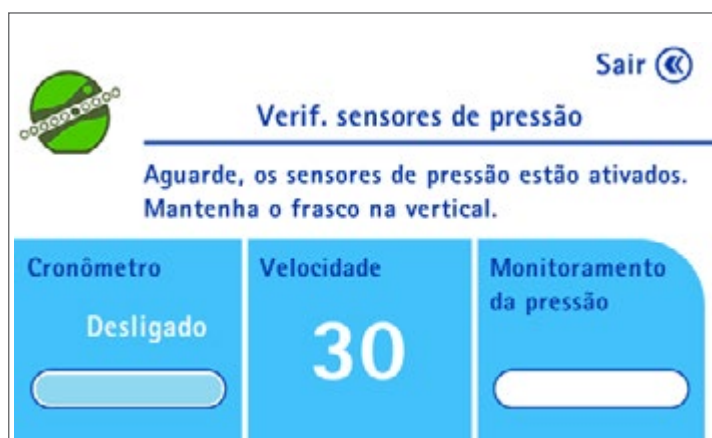 Sair
Verif. sensores de pressão
Aguarde, os sensores de pressão estão ativados.
Mantenha o frasco na vertical.
Cronômetro
Desligado
Velocidade
30
Monitoramento
da pressão